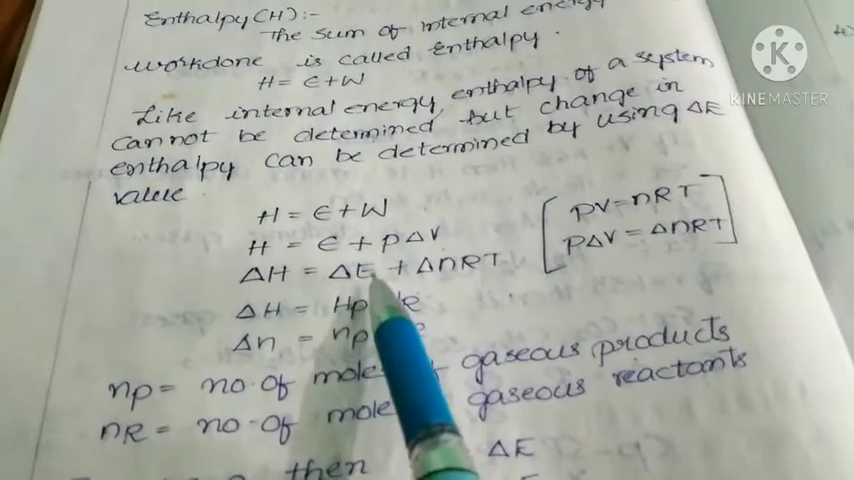 Enthalpy(H):-
The sum of internal energy
workdone is called Enthalpy.
H = E+W
Like internal energy, enthalpy of a system
cannot be determined but change in
enthalpy can be determined by using ΔE
value.
H = E+W
H = E + PΔV
ΔH = ΔE + ΔnRT
[PV=nRT
PΔV = ΔnRT]
ΔH = Hp
Δn = np
np = no.of mole gaseous products
nR = no.of mole gaseous reactants
then ΔE
KINEMASTER